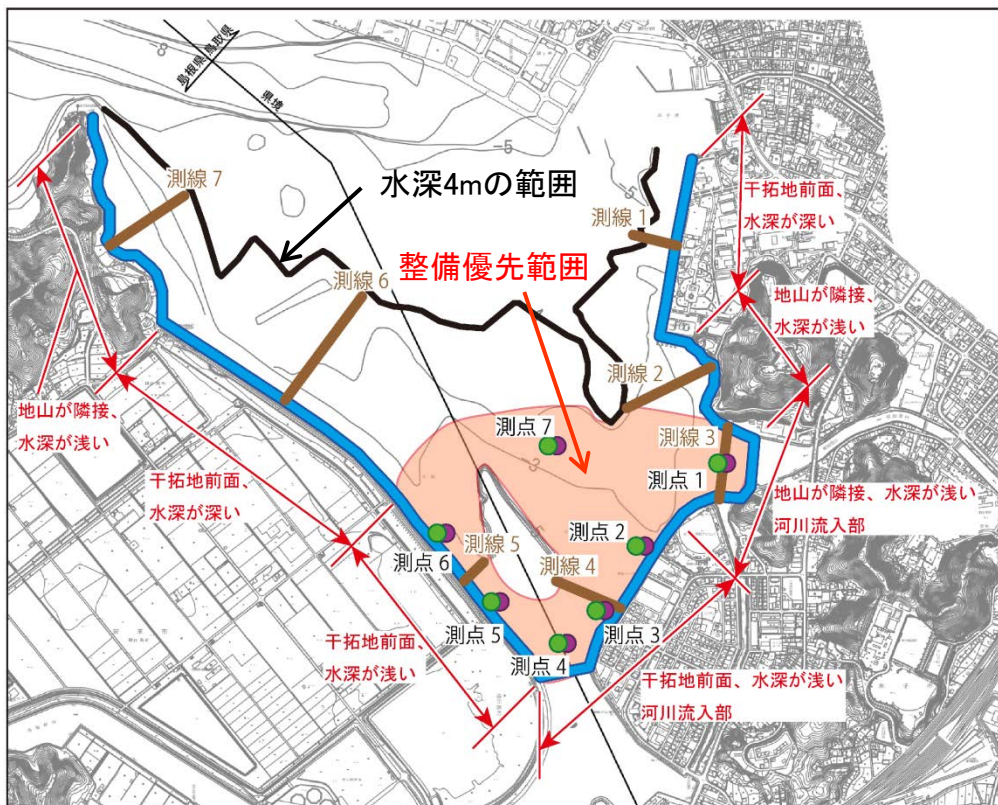 島根県
鳥取県
県境
-5
-5
水深4mの範囲
整備優先範囲
測線 7
測線 6
測線 1
測線 2
測線 3
測線 5
測線 4
測点 7
-3
測点 1
測点 2
測点 6
測点 5
測点 3
測点 4
干拓地前面、
水深が深い
地山が隣接、
水深が浅い
地山が隣接、水深が浅い
河川流入部
干拓地前面、水深が浅い
河川流入部
地山が隣接、
水深が浅い
干拓地前面、
水深が深い
干拓地前面、
水深が浅い